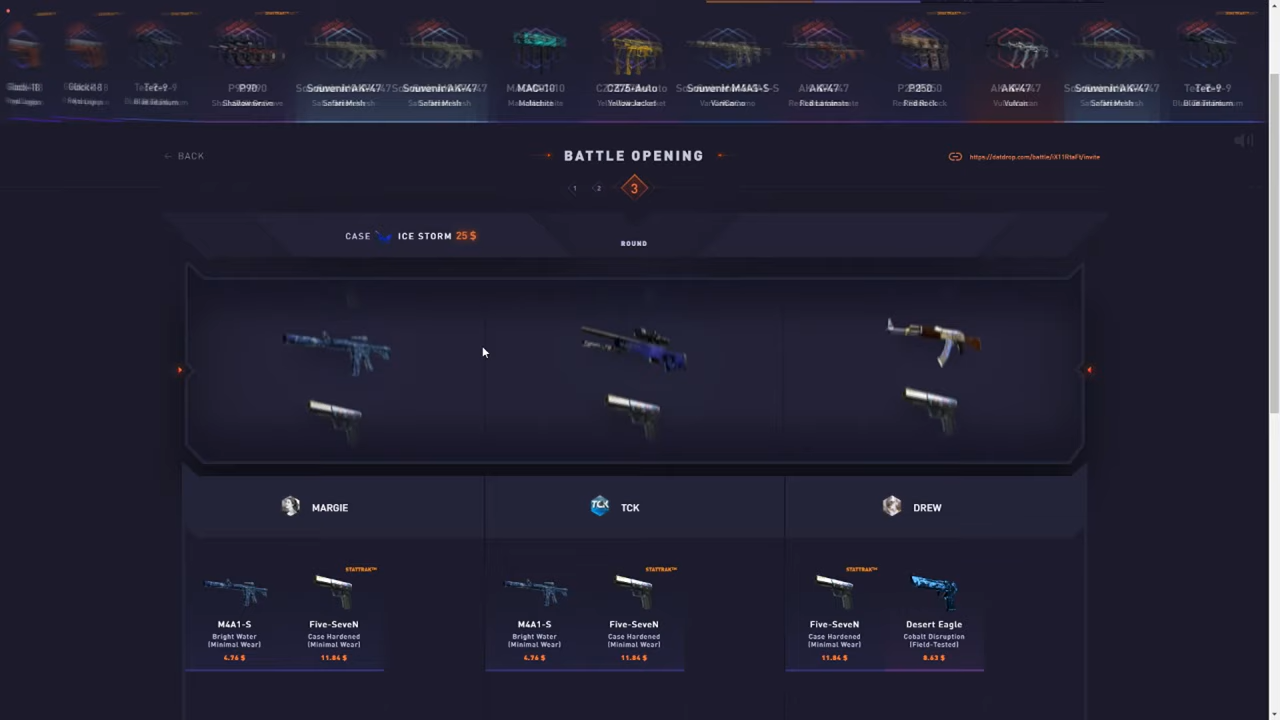 P90
Souvenir AK-47
MAC-10
CZ75-Auto
Souvenir M4A1-S
AK-47
P250
AK-47
Souvenir AK-47
Tec-9
Shallow Grave
Safari Mesh
Safari Mesh
Malachite
Yellow Jacket
VariCamo
Red Laminate
Red Rock
Vulcan
Safari Mesh
Blue Titanium
← BACK
BATTLE OPENING
1 2 3
CASE ICE STORM 25 $
ROUND
MARGIE
TCK
TCK
DREW
STATTRAK™ STATTRAK™ STATTRAK™
M4A1-S Five-SeveN M4A1-S Five-SeveN Five-SeveN Desert Eagle
Bright Water Case Hardened Bright Water Case Hardened Case Hardened Cobalt Disruption
(Minimal Wear) (Minimal Wear) (Minimal Wear) (Minimal Wear) (Minimal Wear) (Field-Tested)
4.76 $ 11.84 $ 4.76 $ 11.84 $ 11.84 $ 8.63 $